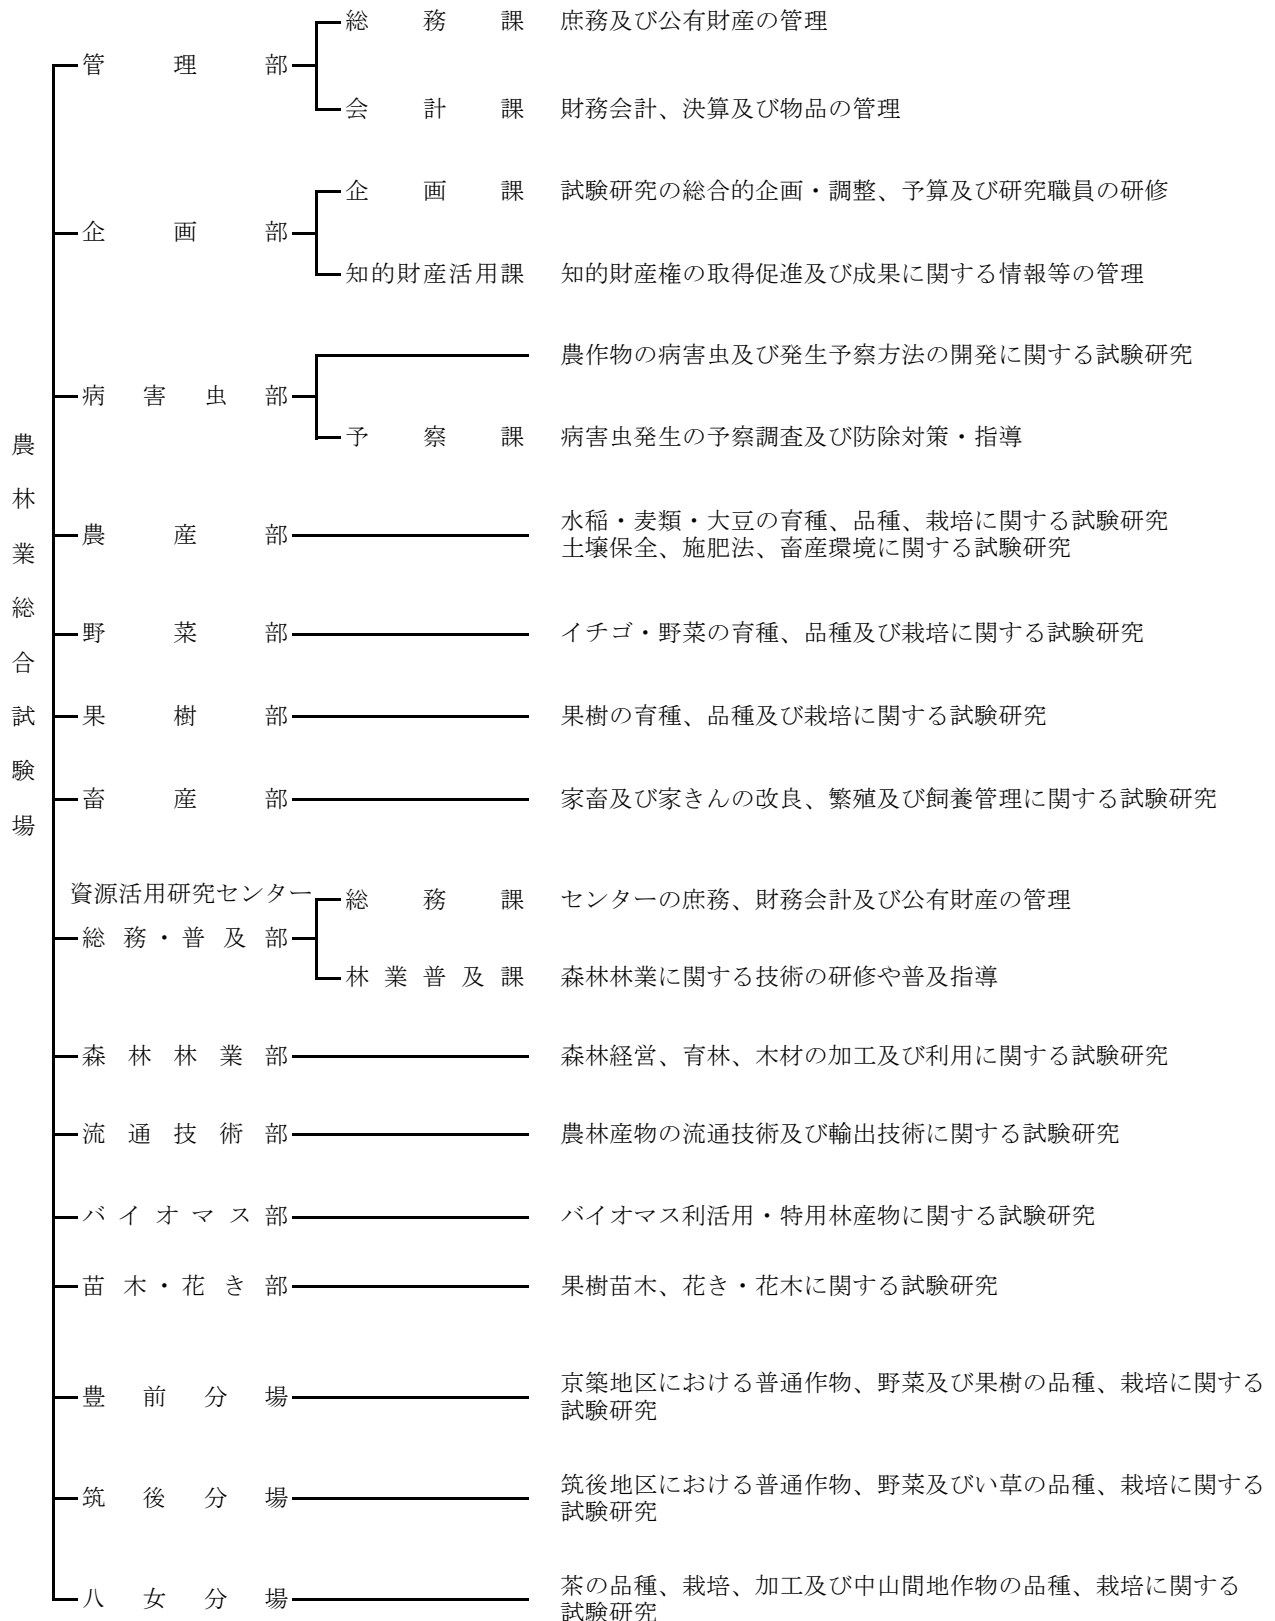 農林業総合試験場
総務課 庶務及び公有財産の管理
管理部
会計課 財務会計、決算及び物品の管理
企画課 試験研究の総合的企画・調整、予算及び研究職員の研修
企画部
知的財産活用課 知的財産権の取得促進及び成果に関する情報等の管理
農作物の病害虫及び発生予察方法の開発に関する試験研究
病害虫部
予察課 病害虫発生の予察調査及び防除対策・指導
農産部 水稲・麦類・大豆の育種、品種、栽培に関する試験研究
土壌保全、施肥法、畜産環境に関する試験研究
野菜部 イチゴ・野菜の育種、品種及び栽培に関する試験研究
果樹部 果樹の育種、品種及び栽培に関する試験研究
畜産部 家畜及び家きんの改良、繁殖及び飼養管理に関する試験研究
資源活用研究センター
総務課 センターの庶務、財務会計及び公有財産の管理
総務・普及部
林業普及課 森林林業に関する技術の研修や普及指導
森林林業部 森林経営、育林、木材の加工及び利用に関する試験研究
流通技術部 農林産物の流通技術及び輸出技術に関する試験研究
バイオマス部 バイオマス利活用・特用林産物に関する試験研究
苗木・花き部 果樹苗木、花き・花木に関する試験研究
豊前分場 京築地区における普通作物、野菜及び果樹の品種、栽培に関する
試験研究
筑後分場 筑後地区における普通作物、野菜及びい草の品種、栽培に関する
試験研究
八女分場 茶の品種、栽培、加工及び中山間地作物の品種、栽培に関する
試験研究